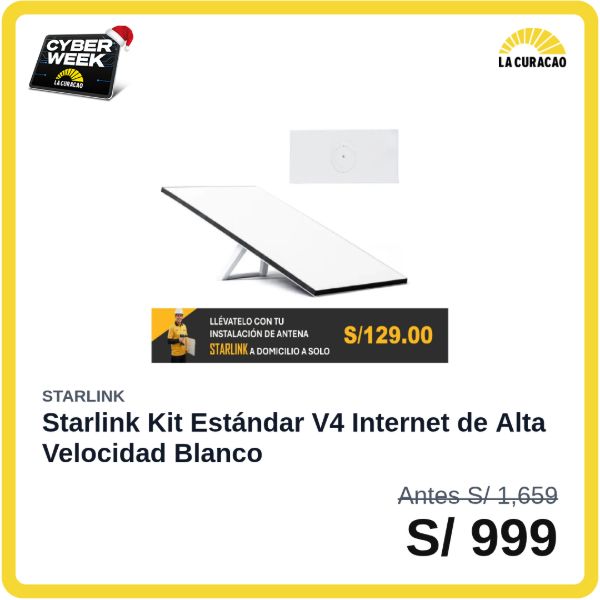 CYBER
WEEK
LA CURACAO
LA CURACAO
LLÉVATELO CON TU
INSTALACIÓN DE ANTENA
STARLINK A DOMICILIO A SOLO
S/129.00
STARLINK
Starlink Kit Estándar V4 Internet de Alta
Velocidad Blanco
Antes S/ 1,659
S/ 999